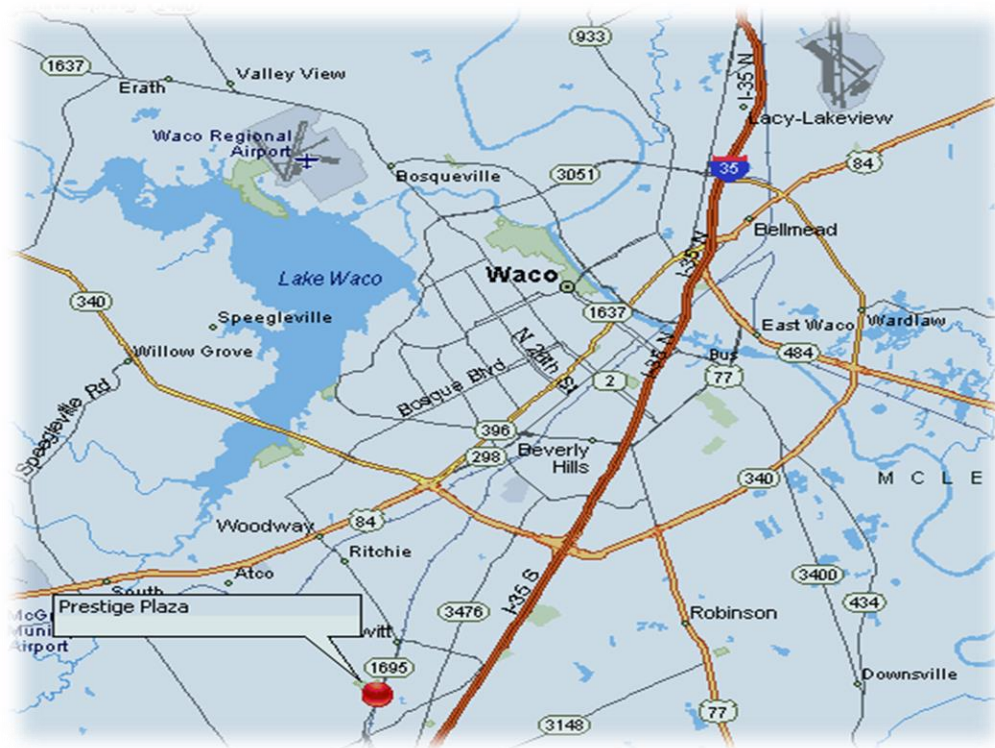 933
1637
Valley View
Erath
I-35 N
Lacy-Lakeview
Waco Regional
Airport
84
Bosqueville
3051
35
Bellmead
I-35 N
Lake Waco
Waco
340
Speegleville
1637
East Waco
Wardlaw
Willow Grove
N 29th St
I-35 N
Bus
77
484
Bosque Blvd
2
Speegleville Rd
396
298
Beverly
Hills
340
M C L E
84
Woodway
Ritchie
I-35 S
3400
Atco
South
3476
434
Prestige Plaza
Robinson
Airport
1695
Downsville
3148
77